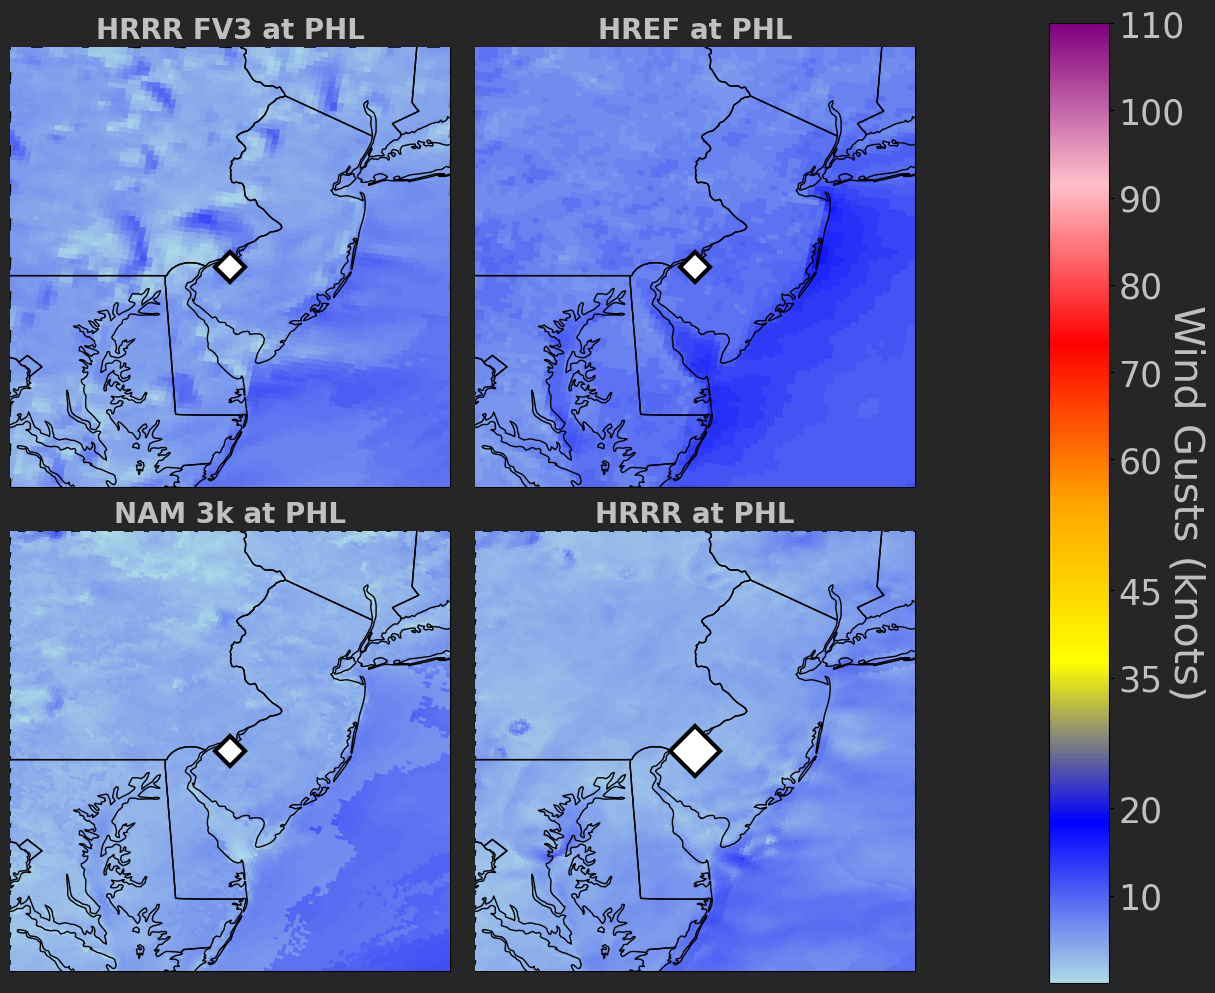 HRRR FV3 at PHL
HREF at PHL
NAM 3k at PHL
HRRR at PHL
110
100
90
80
70
60
45
35
20
10
Wind Gusts (knots)